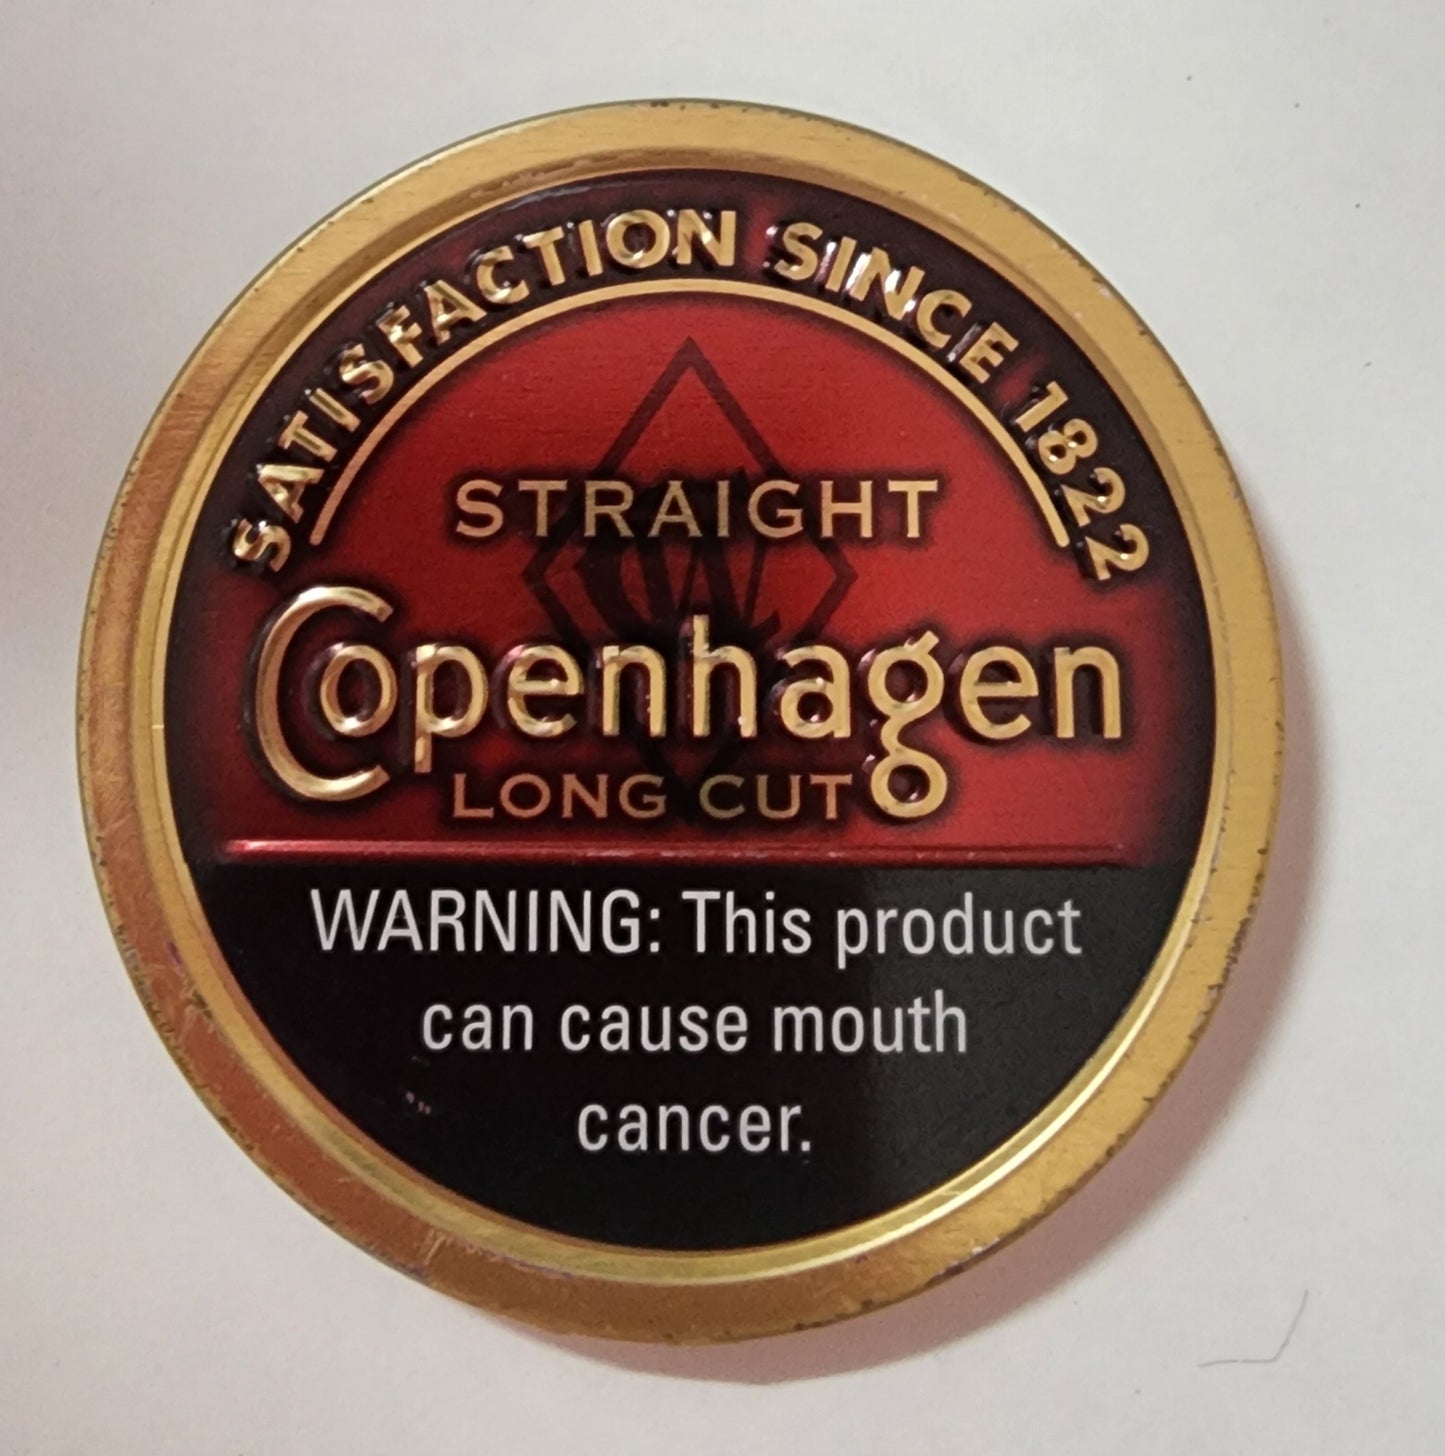 SATISFACTION SINCE 1822
STRAIGHT
Copenhagen
LONG CUT
WARNING: This product
can cause mouth
cancer.